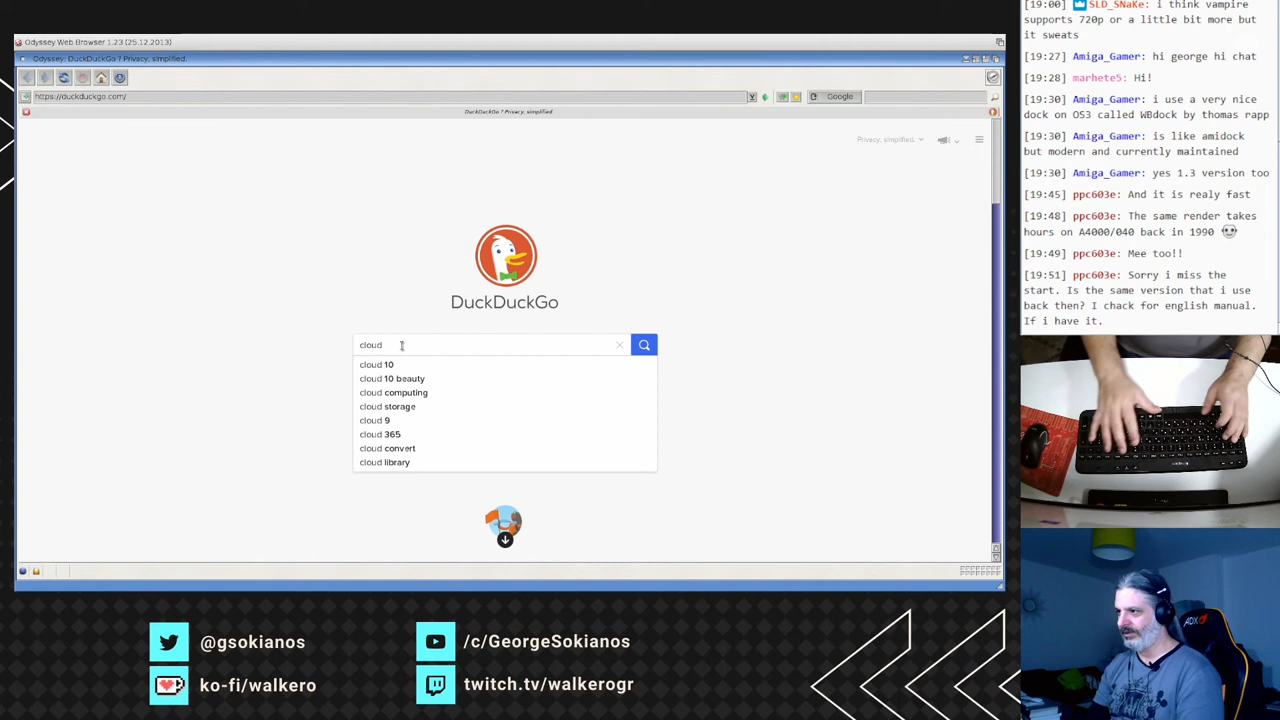 Odyssey Web Browser 1.23 (25.12.2013)
Odyssey: DuckDuckGo ? Privacy, simplified.
https://duckduckgo.com/
Google
DuckDuckGo ? Privacy, simplified
Privacy, simplified.
DuckDuckGo
cloud
cloud 10
cloud 10 beauty
cloud computing
cloud storage
cloud 9
cloud 365
cloud convert
cloud library
[19:00] SLD_SNaKe: i think vampire
supports 720p or a little bit more but
it sweats
[19:27] Amiga_Gamer: hi george hi chat
[19:28] marhete5: Hi!
[19:30] Amiga_Gamer: i use a very nice
dock on OS3 called WBdock by thomas rapp
[19:30] Amiga_Gamer: is like amidock
but modern and currently maintained
[19:30] Amiga_Gamer: yes 1.3 version too
[19:45] ppc603e: And it is realy fast
[19:48] ppc603e: The same render takes
hours on A4000/040 back in 1990
[19:49] ppc603e: Mee too!!
[19:51] ppc603e: Sorry i miss the
start. Is the same version that i use
back then? I chack for english manual.
If i have it.
@gsokianos
/c/GeorgeSokianos
ko-fi/walkero
twitch.tv/walkerogr
ADX